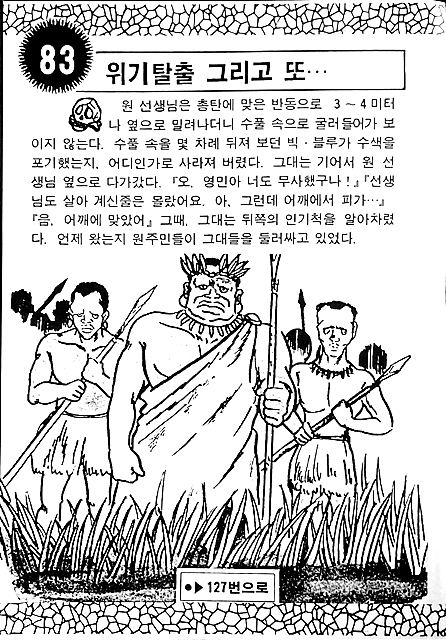 83
위기탈출 그리고 또…
원 선생님은 총탄에 맞은 반동으로 3～4미터
나 옆으로 밀려나더니 수풀 속으로 굴러들어가 보
이지 않는다. 수풀 속을 몇 차례 뒤져 보던 빅·블루가 수색을
포기했는지, 어디인가로 사라져 버렸다. 그대는 기어서 원 선
생님 옆으로 다가갔다. 『오, 영민아 너도 무사했구나!』『선생
님도 살아 계신줄은 몰랐어요. 아, 그런데 어깨에서 피가…』
『음, 어깨에 맞았어』 그때, 그대는 뒤쪽의 인기척을 알아차렸
다. 언제 왔는지 원주민들이 그대들을 둘러싸고 있었다.
●▶127번으로